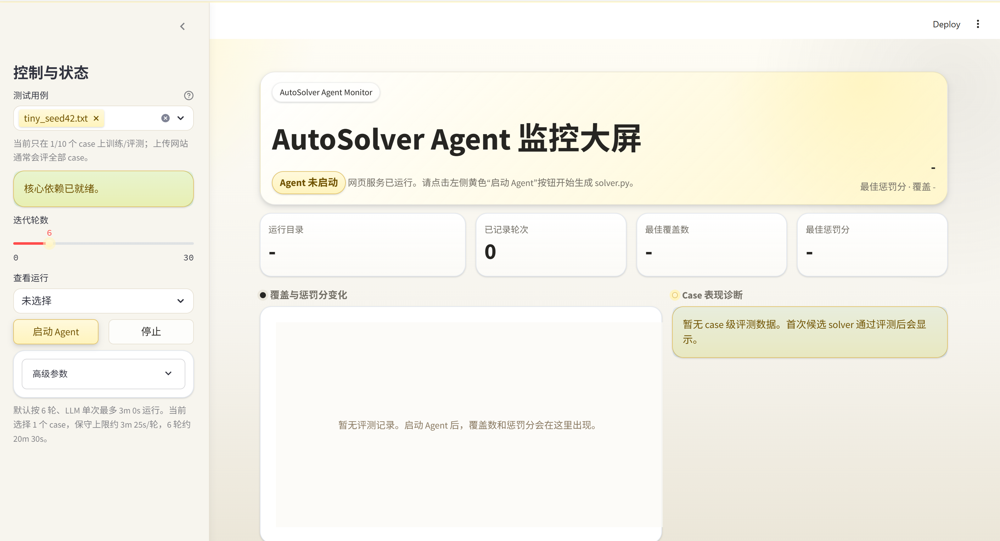 Deploy
控制与状态
测试用例
tiny_seed42.txt
当前只在 1/10 个 case 上训练/评测；上传网站
通常会评全部 case。
核心依赖已就绪。
迭代轮数
6
0
30
查看运行
未选择
启动 Agent
停止
高级参数
默认按 6 轮、LLM 单次最多 3m 0s 运行。当前
选择 1 个 case，保守上限约 3m 25s/轮，6 轮约
20m 30s。
AutoSolver Agent Monitor
AutoSolver Agent 监控大屏
Agent 未启动 网页服务已运行。请点击左侧黄色“启动 Agent”按钮开始生成 solver.py。
-
最佳惩罚分 · 覆盖 -
运行目录
-
已记录轮次
0
最佳覆盖数
-
最佳惩罚分
-
覆盖与惩罚分变化
暂无评测记录。启动 Agent 后，覆盖数和惩罚分会在这里出现。
Case 表现诊断
暂无 case 级评测数据。首次候选 solver 通过评测后会显
示。